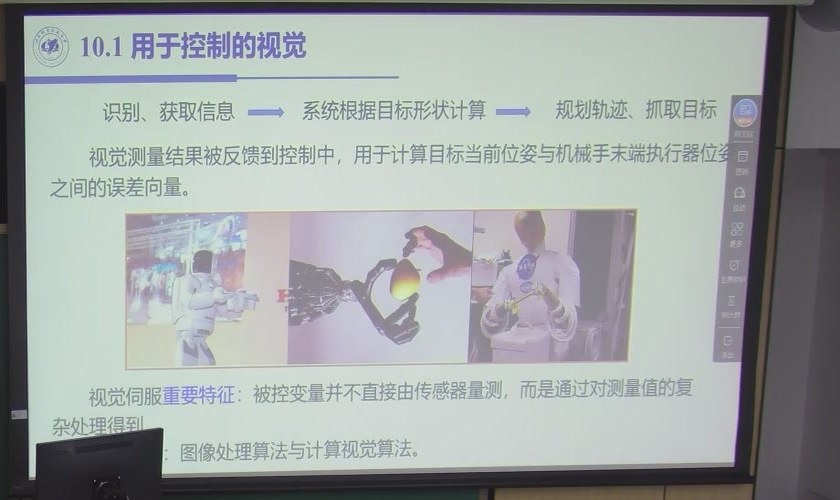 10.1 用于控制的视觉
识别、获取信息 系统根据目标形状计算 规划轨迹、抓取目标
视觉测量结果被反馈到控制中，用于计算目标当前位姿与机械手末端执行器位姿
之间的误差向量。
视觉伺服重要特征：被控变量并不直接由传感器量测，而是通过对测量值的复
杂处理得到
：图像处理算法与计算视觉算法。
更多